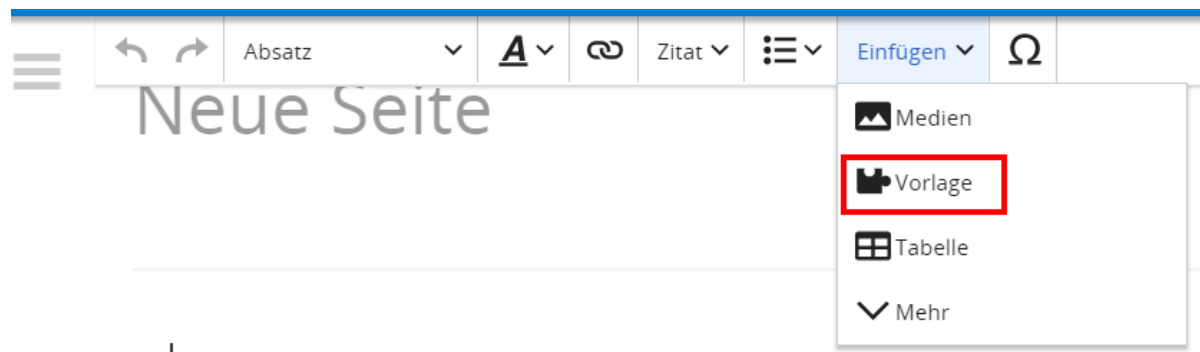 Absatz A Zitat Einfügen Ω
Neue Seite
Medien
Vorlage
Tabelle
Mehr